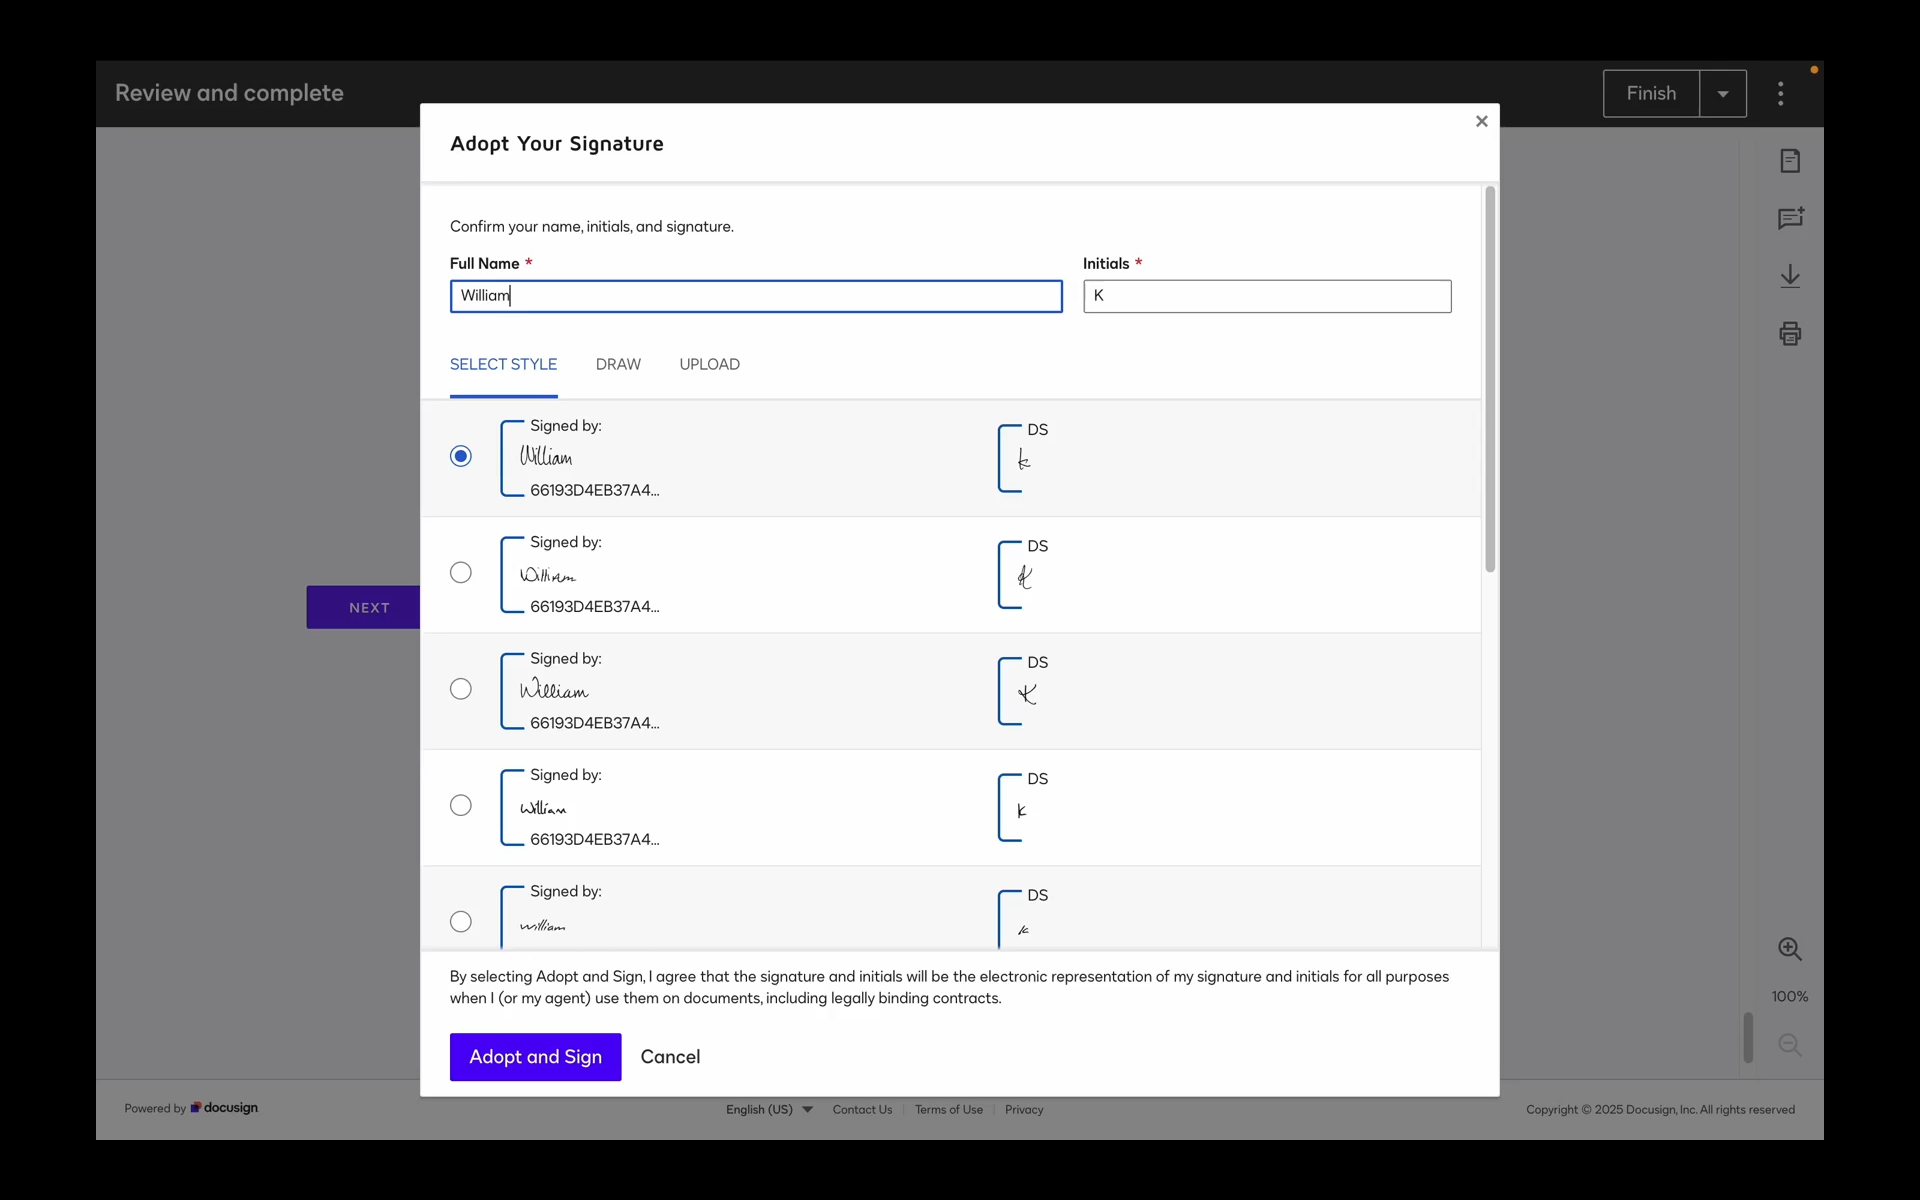 Review and complete
Finish
Adopt Your Signature
Confirm your name, initials, and signature.
Full Name *
Initials *
William
K
SELECT STYLE
DRAW
UPLOAD
Signed by:
William
66193D4EB37A4...
DS
K
Signed by:
William
66193D4EB37A4...
DS
K
NEXT
Signed by:
William
66193D4EB37A4...
DS
K
Signed by:
William
66193D4EB37A4...
DS
K
Signed by:
William
DS
K
100%
By selecting Adopt and Sign, I agree that the signature and initials will be the electronic representation of my signature and initials for all purposes
when I (or my agent) use them on documents, including legally binding contracts.
Adopt and Sign
Cancel
Powered by docusign
English (US)
Contact Us
Terms of Use
Privacy
Copyright © 2025 Docusign, Inc. All rights reserved